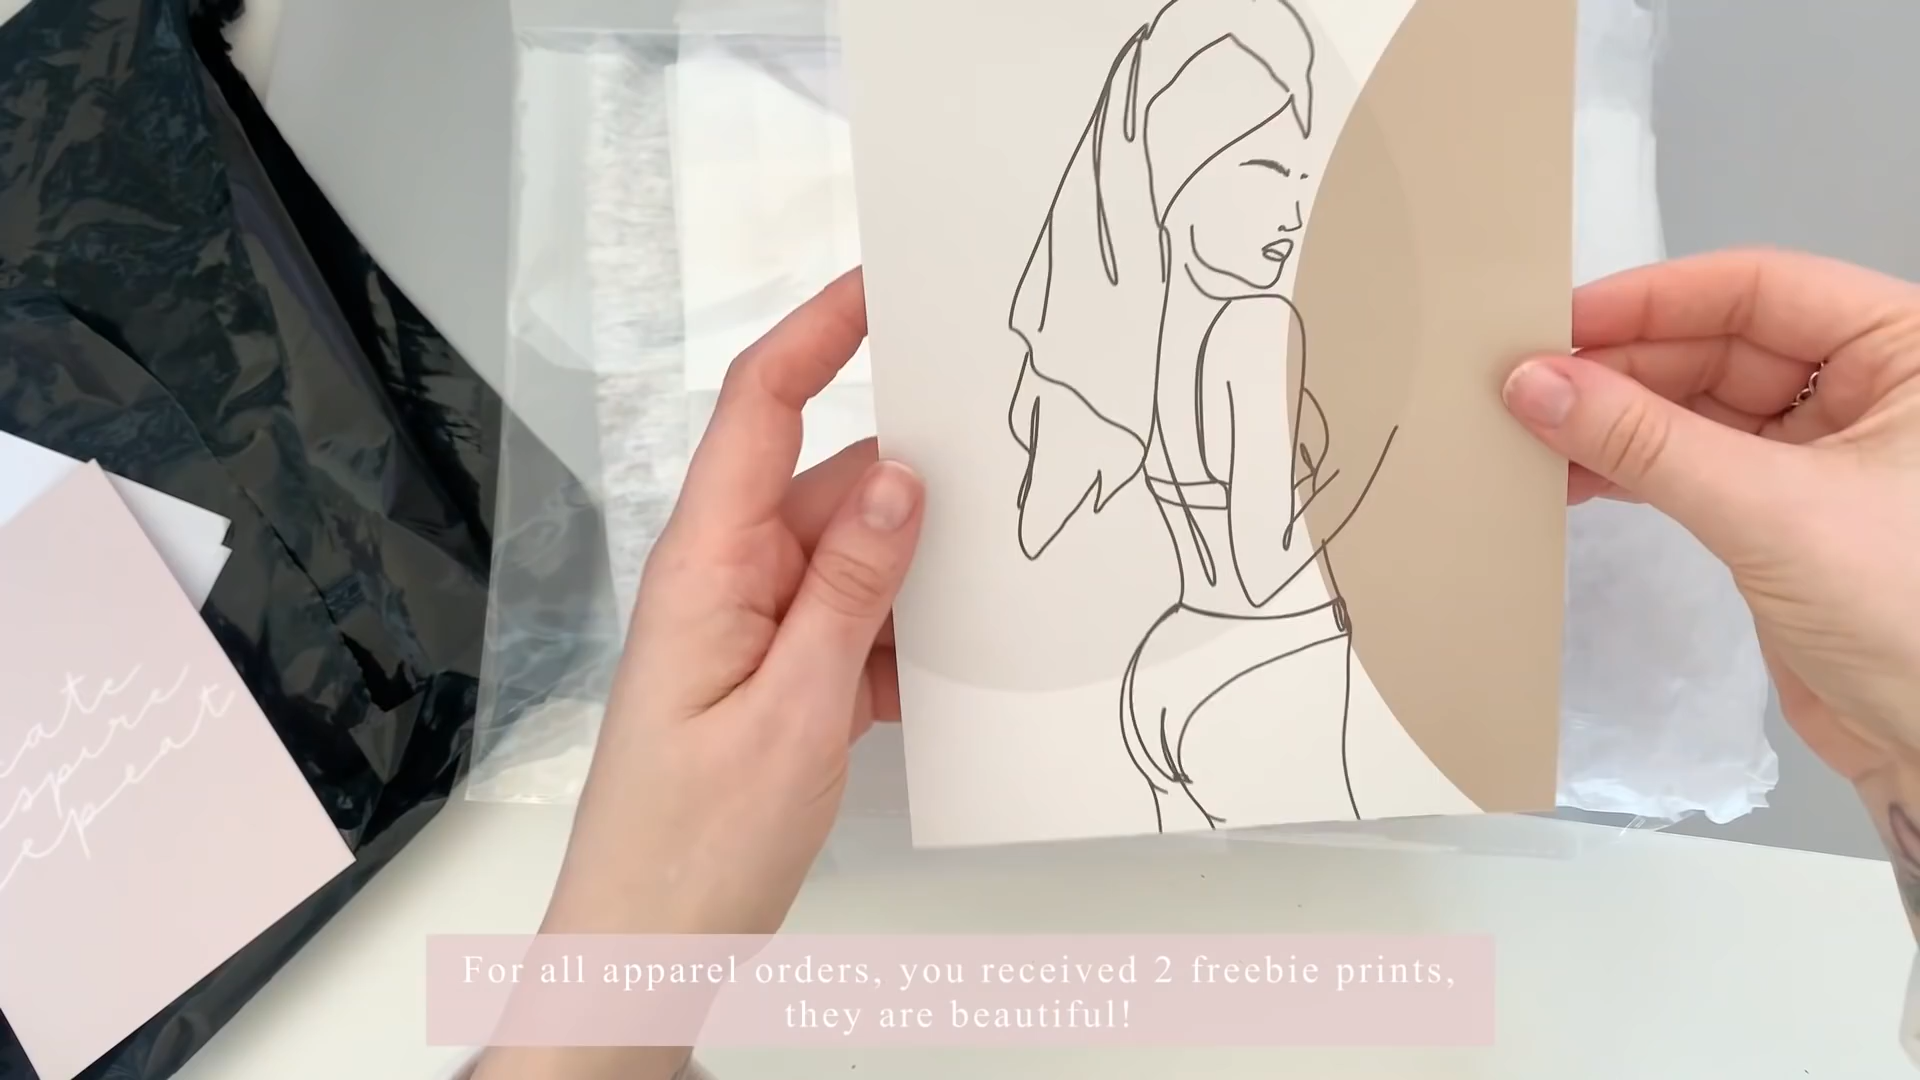 For all apparel orders, you received 2 freebie prints,
they are beautiful!